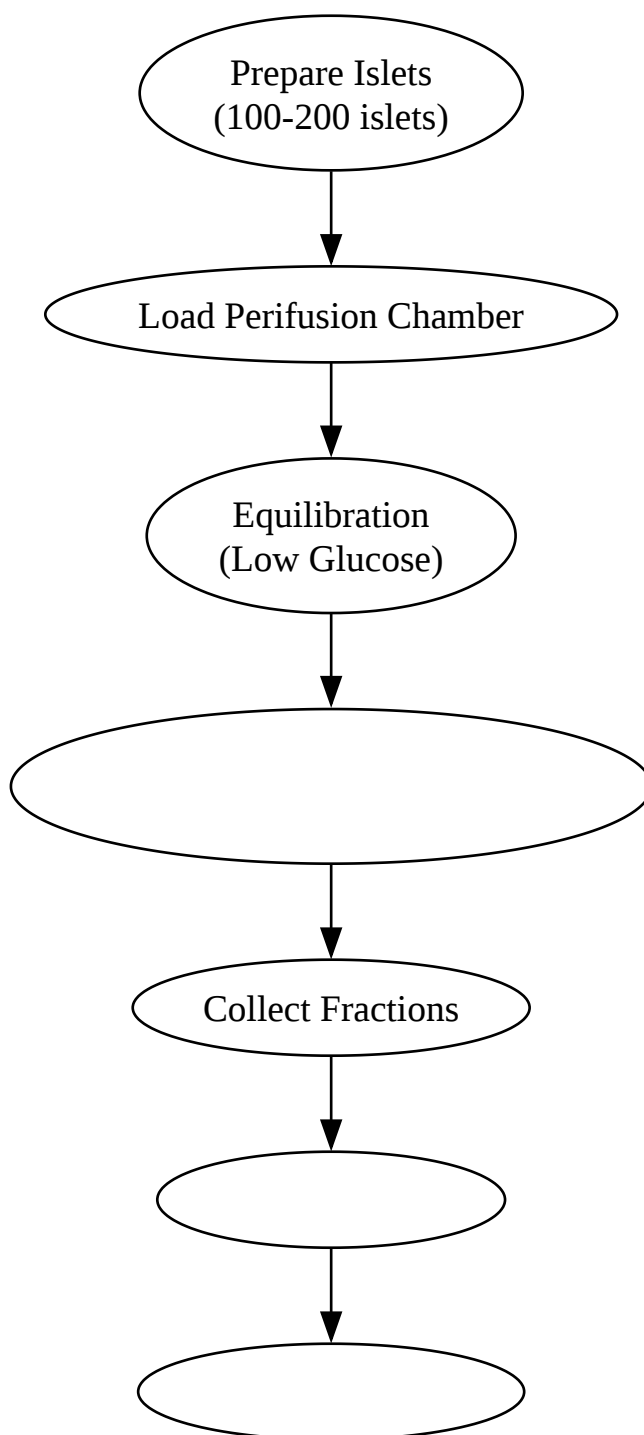 Prepare Islets
(100-200 islets)
Load Perifusion Chamber
Equilibration
(Low Glucose)
Collect Fractions